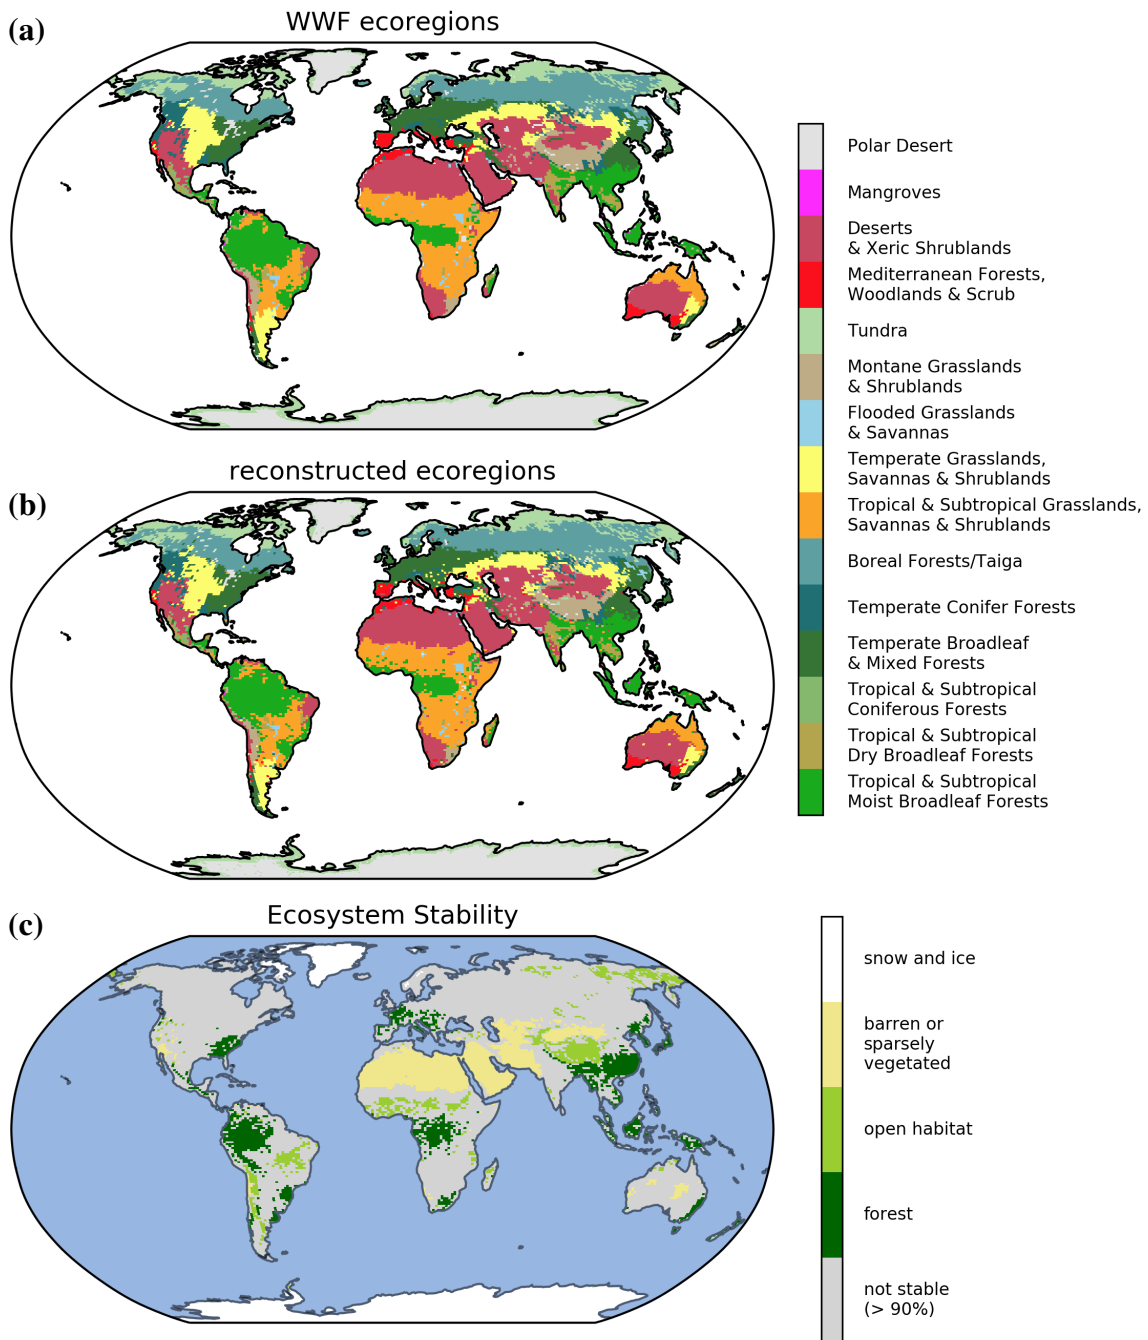 (a)
WWF ecoregions
Polar Desert
Mangroves
Deserts
& Xeric Shrublands
Mediterranean Forests,
Woodlands & Scrub
Tundra
Montane Grasslands
& Shrublands
Flooded Grasslands
& Savannas
Temperate Grasslands,
Savannas & Shrublands
Tropical & Subtropical Grasslands,
Savannas & Shrublands
Boreal Forests/Taiga
Temperate Conifer Forests
Temperate Broadleaf
& Mixed Forests
Tropical & Subtropical
Coniferous Forests
Tropical & Subtropical
Dry Broadleaf Forests
Tropical & Subtropical
Moist Broadleaf Forests
(b)
reconstructed ecoregions
(c)
Ecosystem Stability
snow and ice
barren or
sparsely
vegetated
open habitat
forest
not stable
(> 90%)